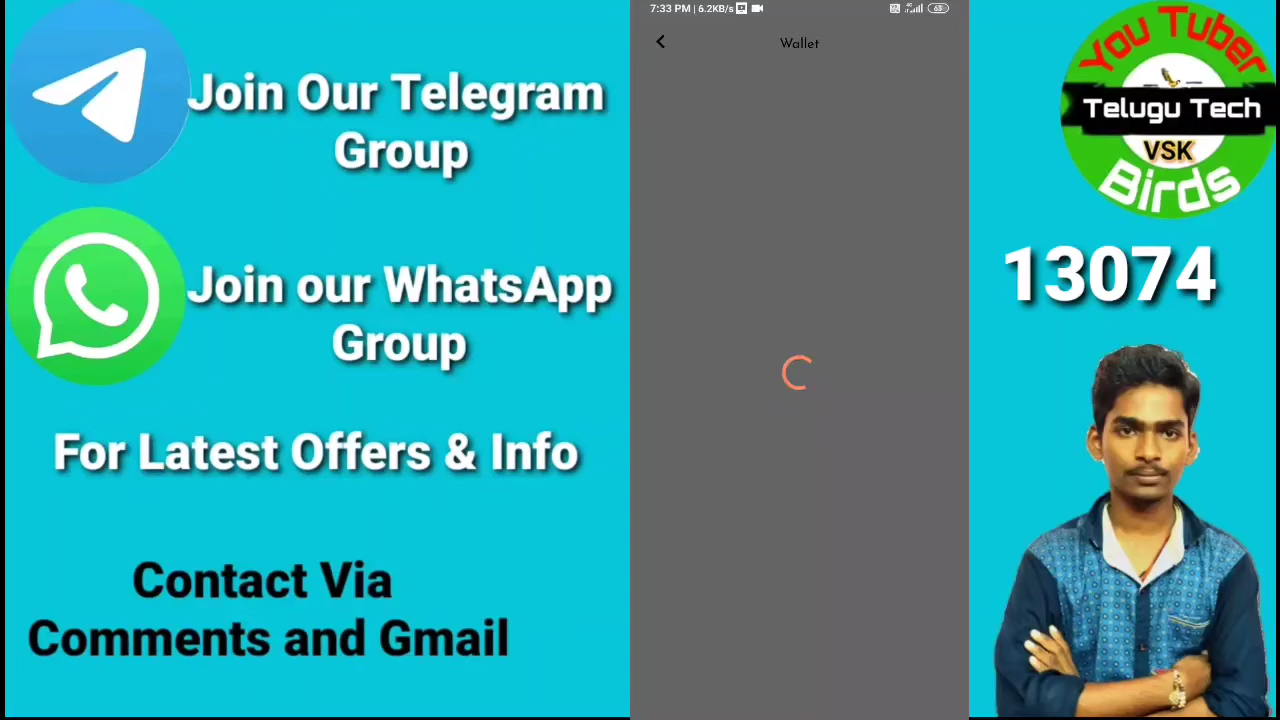 Join Our Telegram
Group
Join our WhatsApp
Group
For Latest Offers & Info
Contact Via
Comments and Gmail
7:33 PM | 6.2KB/s
63
Wallet
You Tuber
Telugu Tech
VSK
Birds
13074